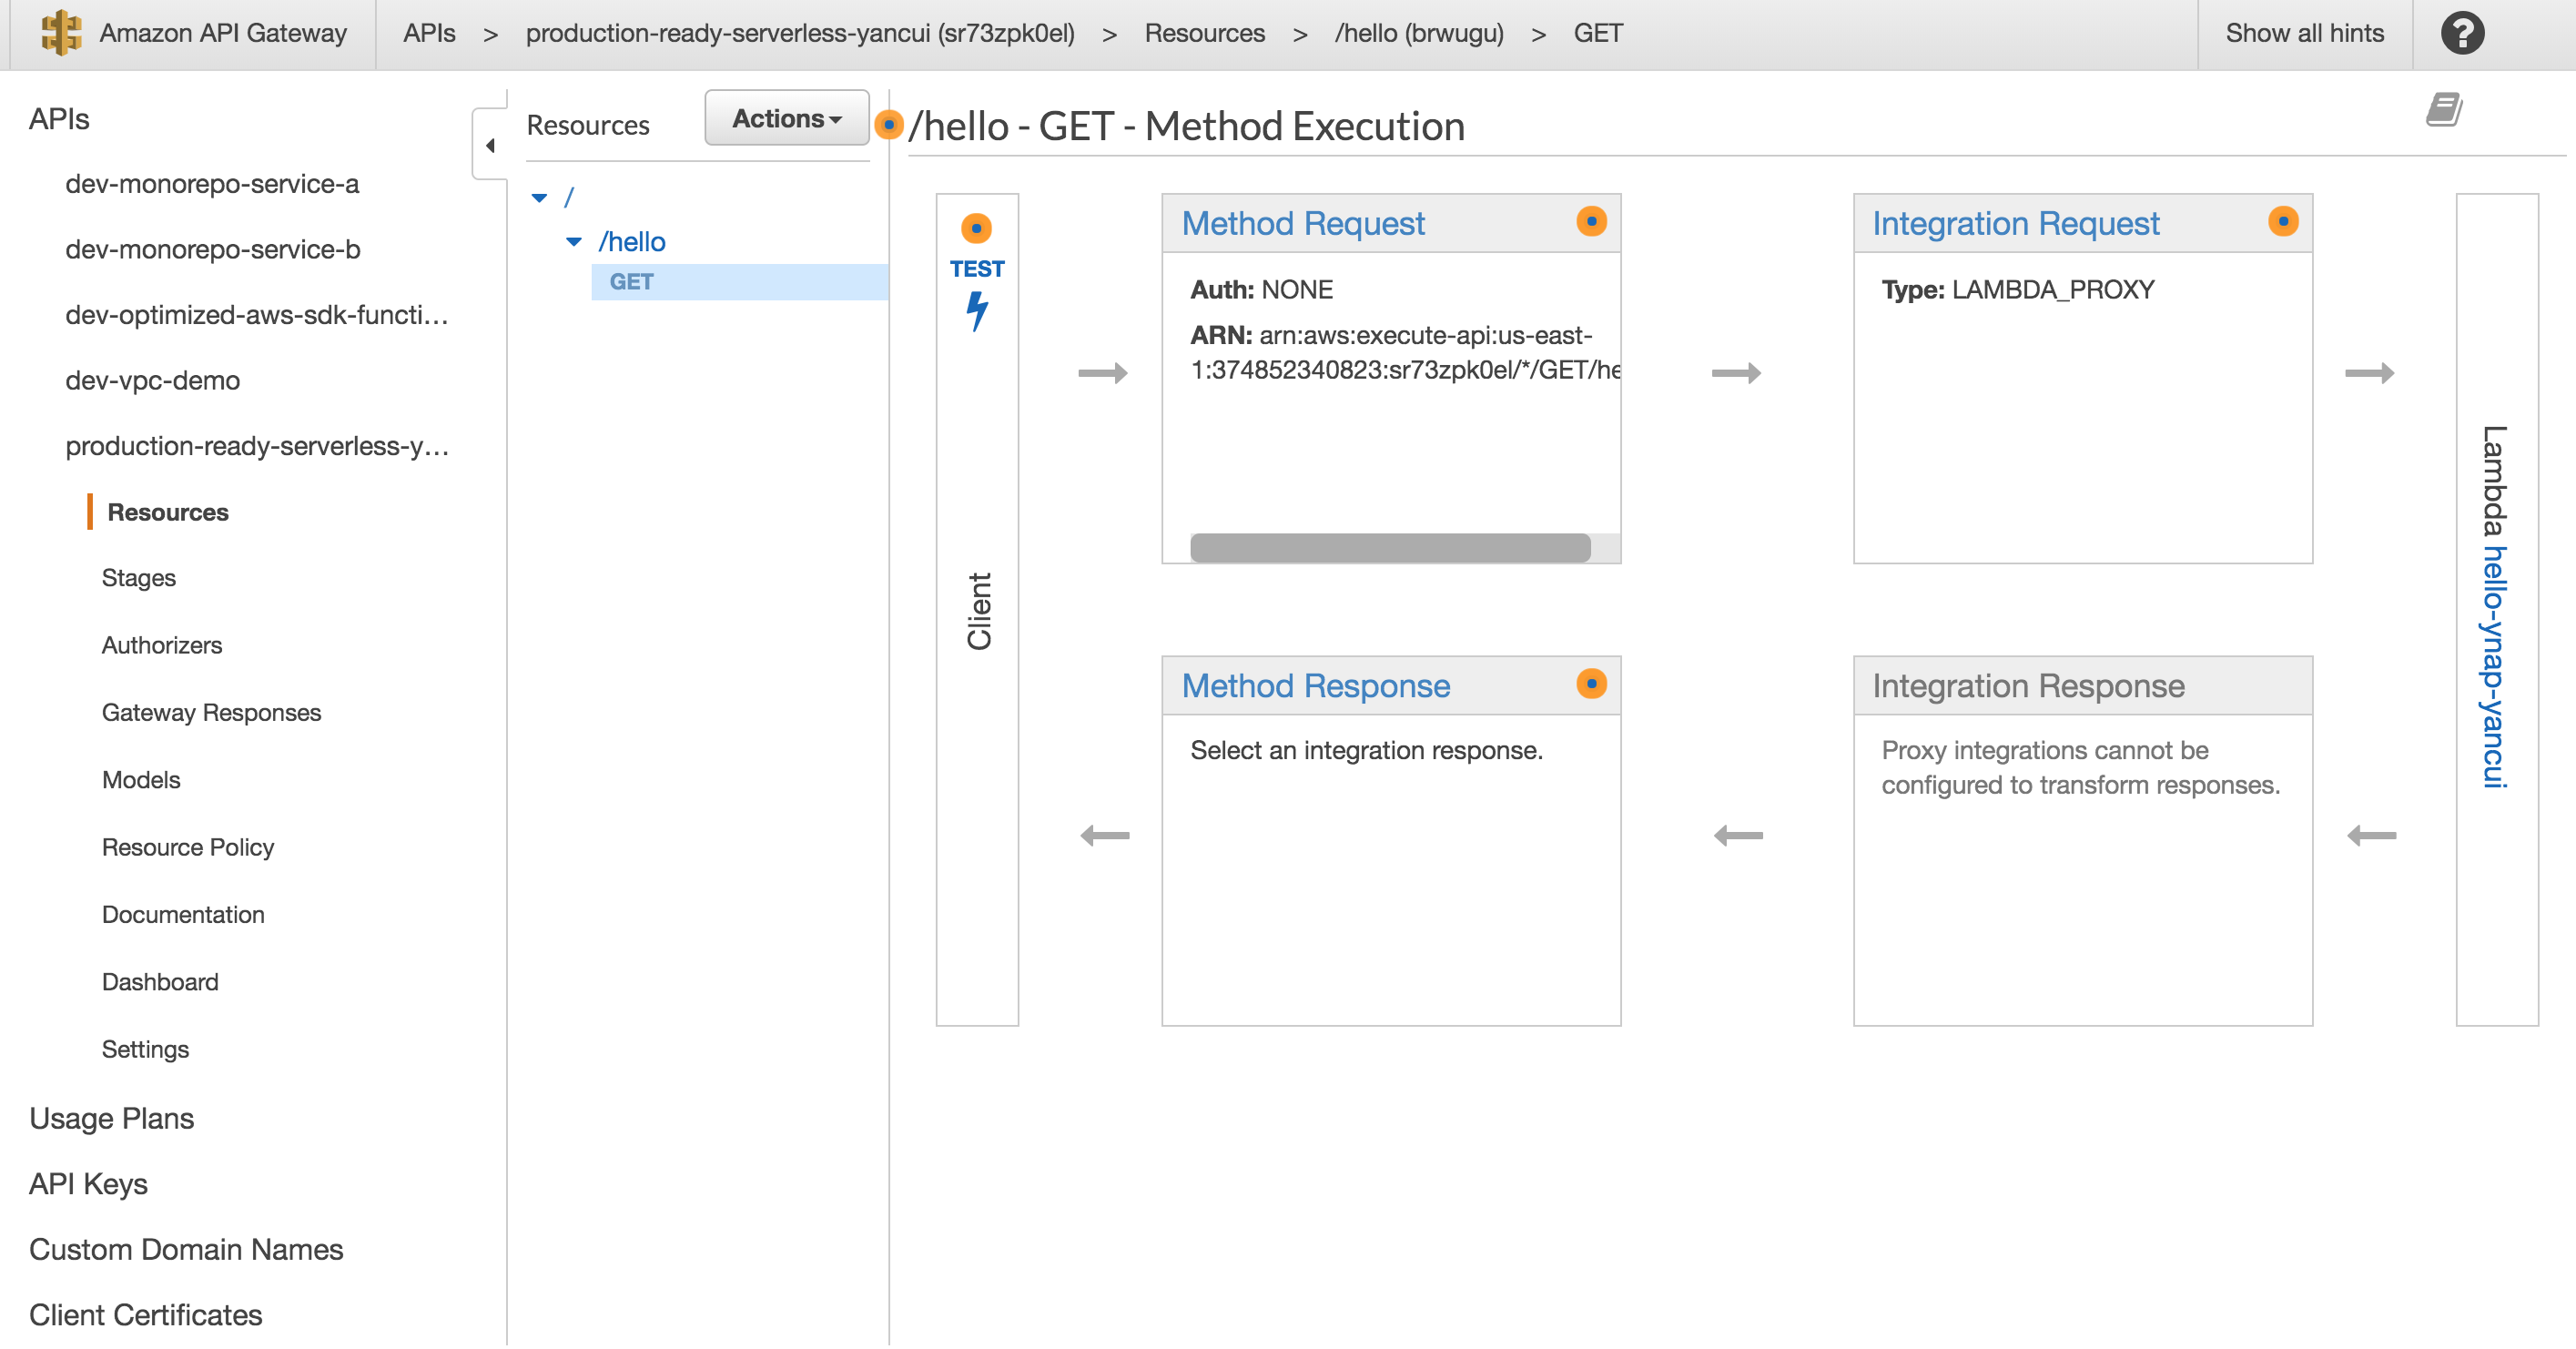 Amazon API Gateway
APIs > production-ready-serverless-yancui (sr73zpk0el) > Resources > /hello (brwugu) > GET
Show all hints
?
APIs
dev-monorepo-service-a
dev-monorepo-service-b
dev-optimized-aws-sdk-functi...
dev-vpc-demo
production-ready-serverless-y...
Resources
Stages
Authorizers
Gateway Responses
Models
Resource Policy
Documentation
Dashboard
Settings
Usage Plans
API Keys
Custom Domain Names
Client Certificates
Resources
Actions
/
/hello
GET
/hello - GET - Method Execution
TEST
Client
Method Request
Auth: NONE
ARN: arn:aws:execute-api:us-east-
1:374852340823:sr73zpk0el/*/GET/he
Integration Request
Type: LAMBDA_PROXY
Lambda hello-ynap-yancui
Method Response
Select an integration response.
Integration Response
Proxy integrations cannot be
configured to transform responses.